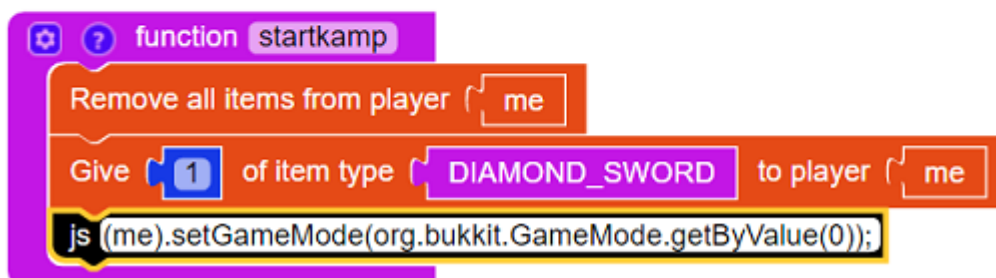 ? function startkamp
Remove all items from player me
Give 1 of item type DIAMOND_SWORD to player me
js (me).setGameMode(org.bukkit.GameMode.getByValue(0));